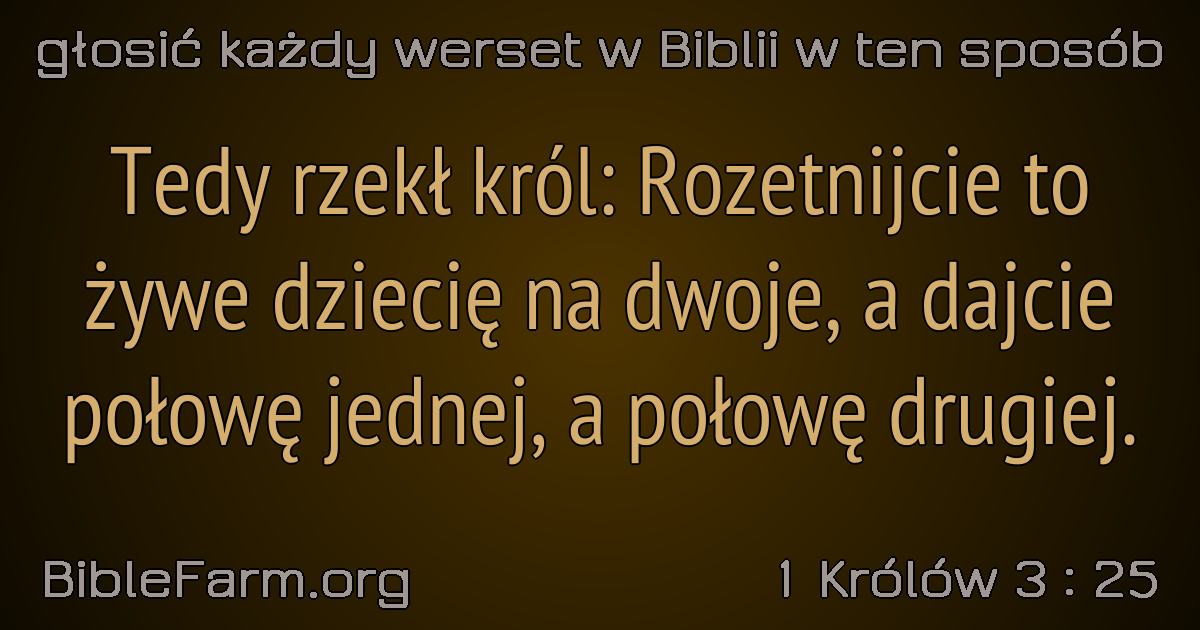 głosić każdy werset w Biblii w ten sposób
Tedy rzekł król: Rozetnijcie to
żywe dziecię na dwoje, a dajcie
połowę jednej, a połowę drugiej.
BibleFarm.org
1 Królów 3 : 25